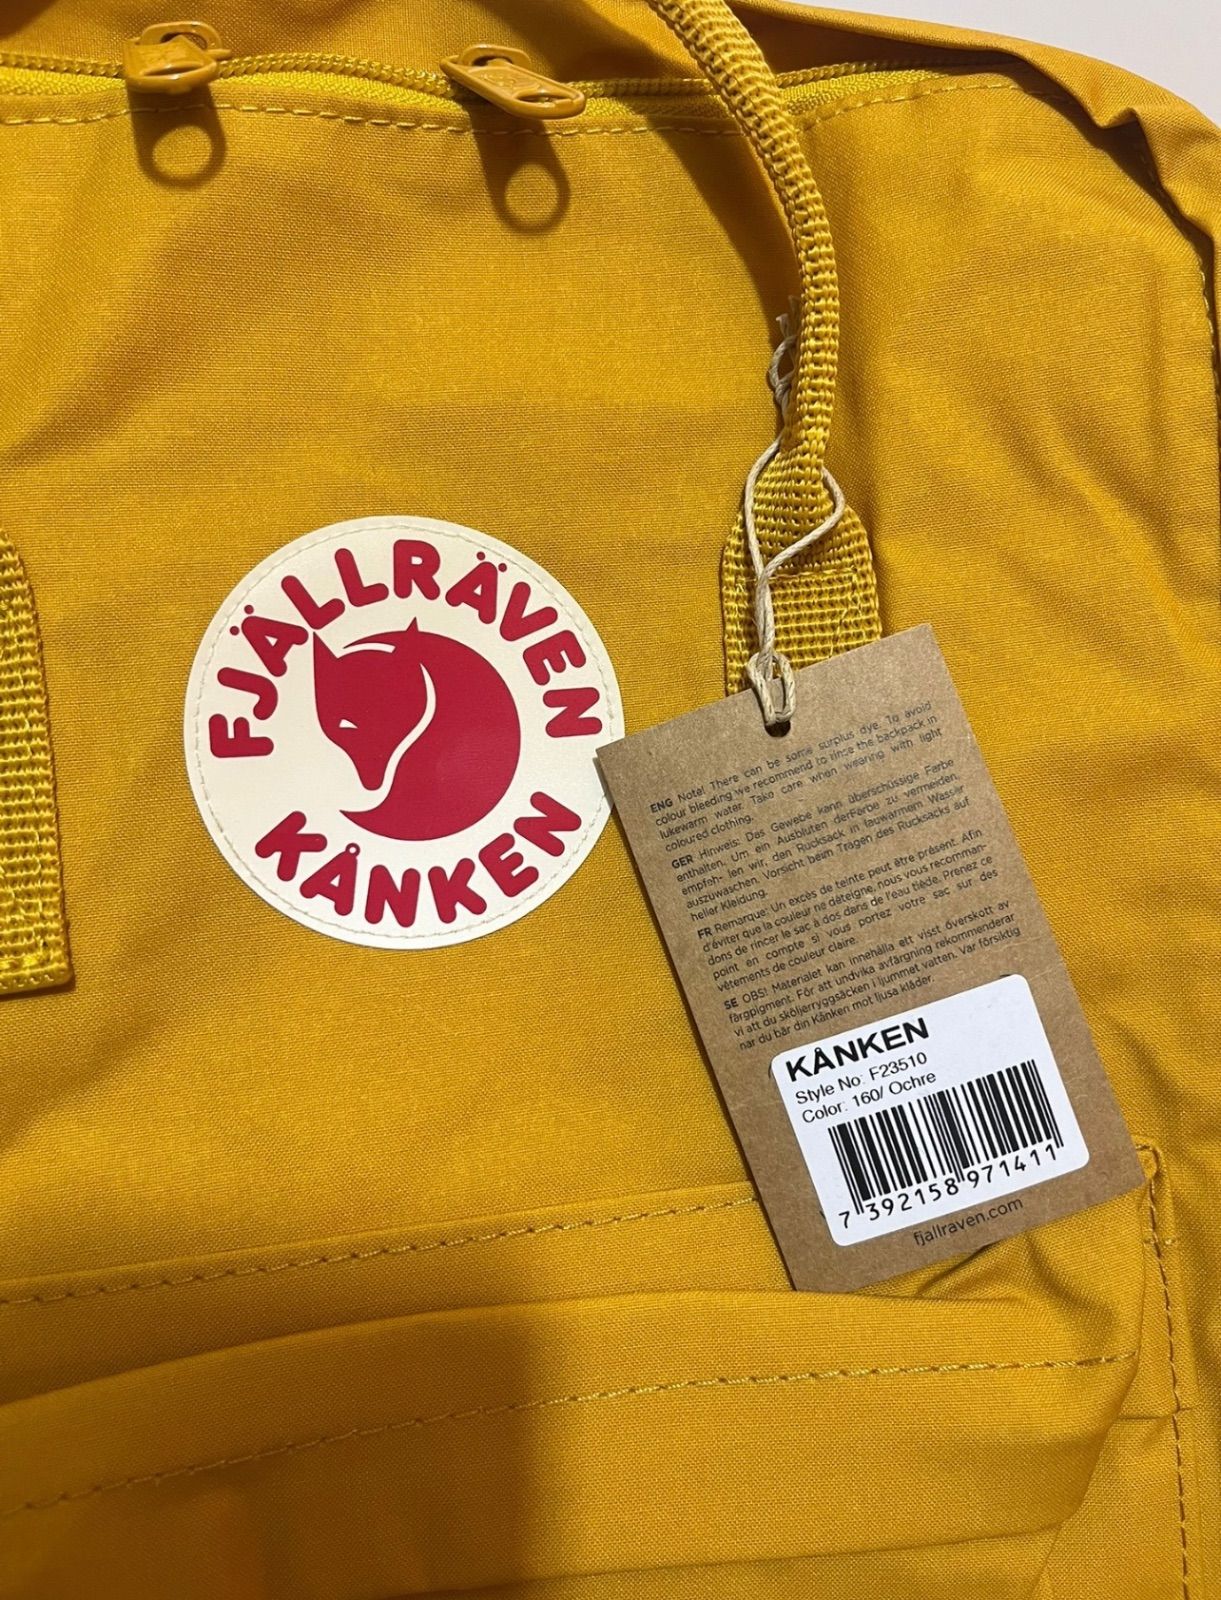 FJÄLLRÄVEN
KÅNKEN
ENG Note! There can be some surplus dye. To avoid
colour bleeding we recommend to rinse the backpack in
lukewarm water. Take care when wearing with light
coloured clothing.
GER Hinweis: Das Gewebe kann überschüssige Farbe
enthalten. Um ein Ausbluten derFarbe zu vermeiden,
empfeh- len wir, den Rucksack in lauwarmem Wasser
auszuwaschen. Vorsicht beim Tragen des Rucksacks auf
heller Kleidung.
FR Remarque: Un excés de teinte peut être présent. Afin
d'éviter que la couleur ne déteigne, nous vous recomman-
dons de rincer le sac à dos dans de l'eau tiède. Prenez ce
point en compte si vous portez votre sac sur des
vêtements de couleur claire.
SE OBS! Materialet kan innehålla ett visst överskott av
färgpigment. För att undvika avfärgning rekommenderar
vi att du sköljerryggsäcken i ljummet vatten. Var försiktig
när du bär din Kånken mot ljusa kläder.
KÅNKEN
Style No: F23510
Color: 160/ Ochre
7 392158 971411
fjallraven.com